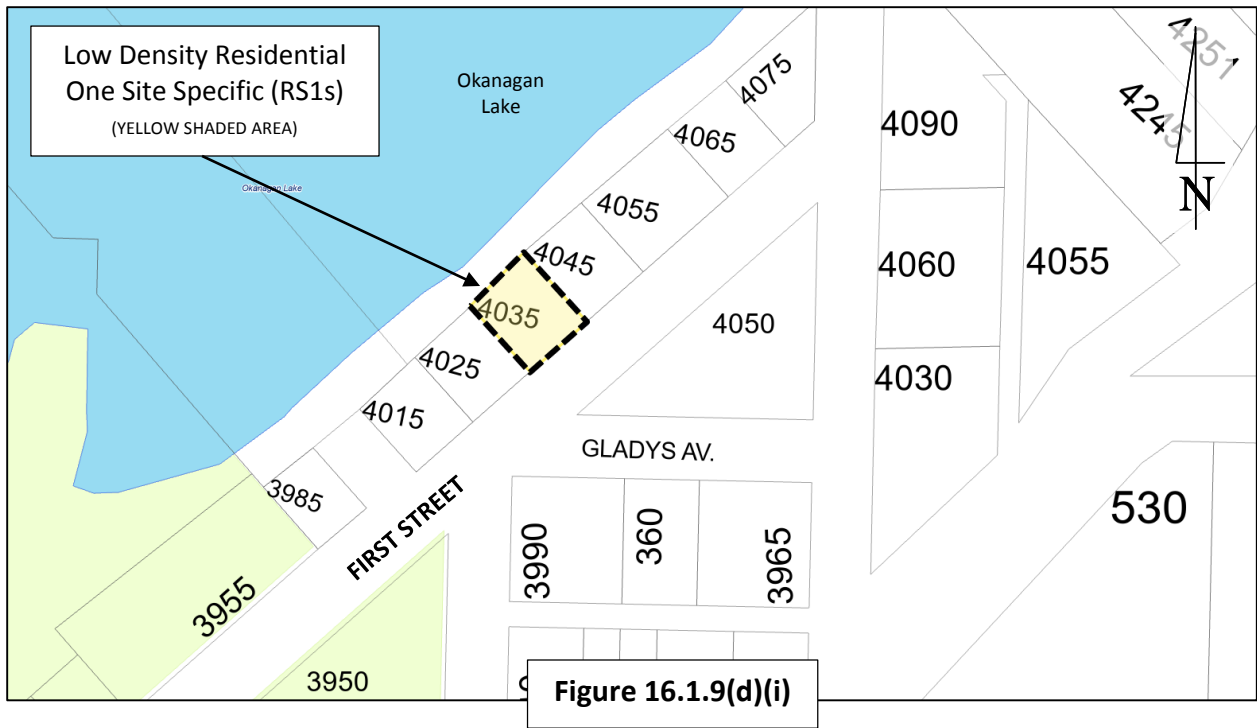 Low Density Residential
One Site Specific (RS1s)
(YELLOW SHADED AREA)
Okanagan
Lake
Okanagan Lake
4075
4065
4055
4045
4035
4025
4015
3985
3955
3950
FIRST STREET
4050
GLADYS AV.
3990
360
3965
4090
4060
4030
4055
4251
4245
N
530
Figure 16.1.9(d)(i)